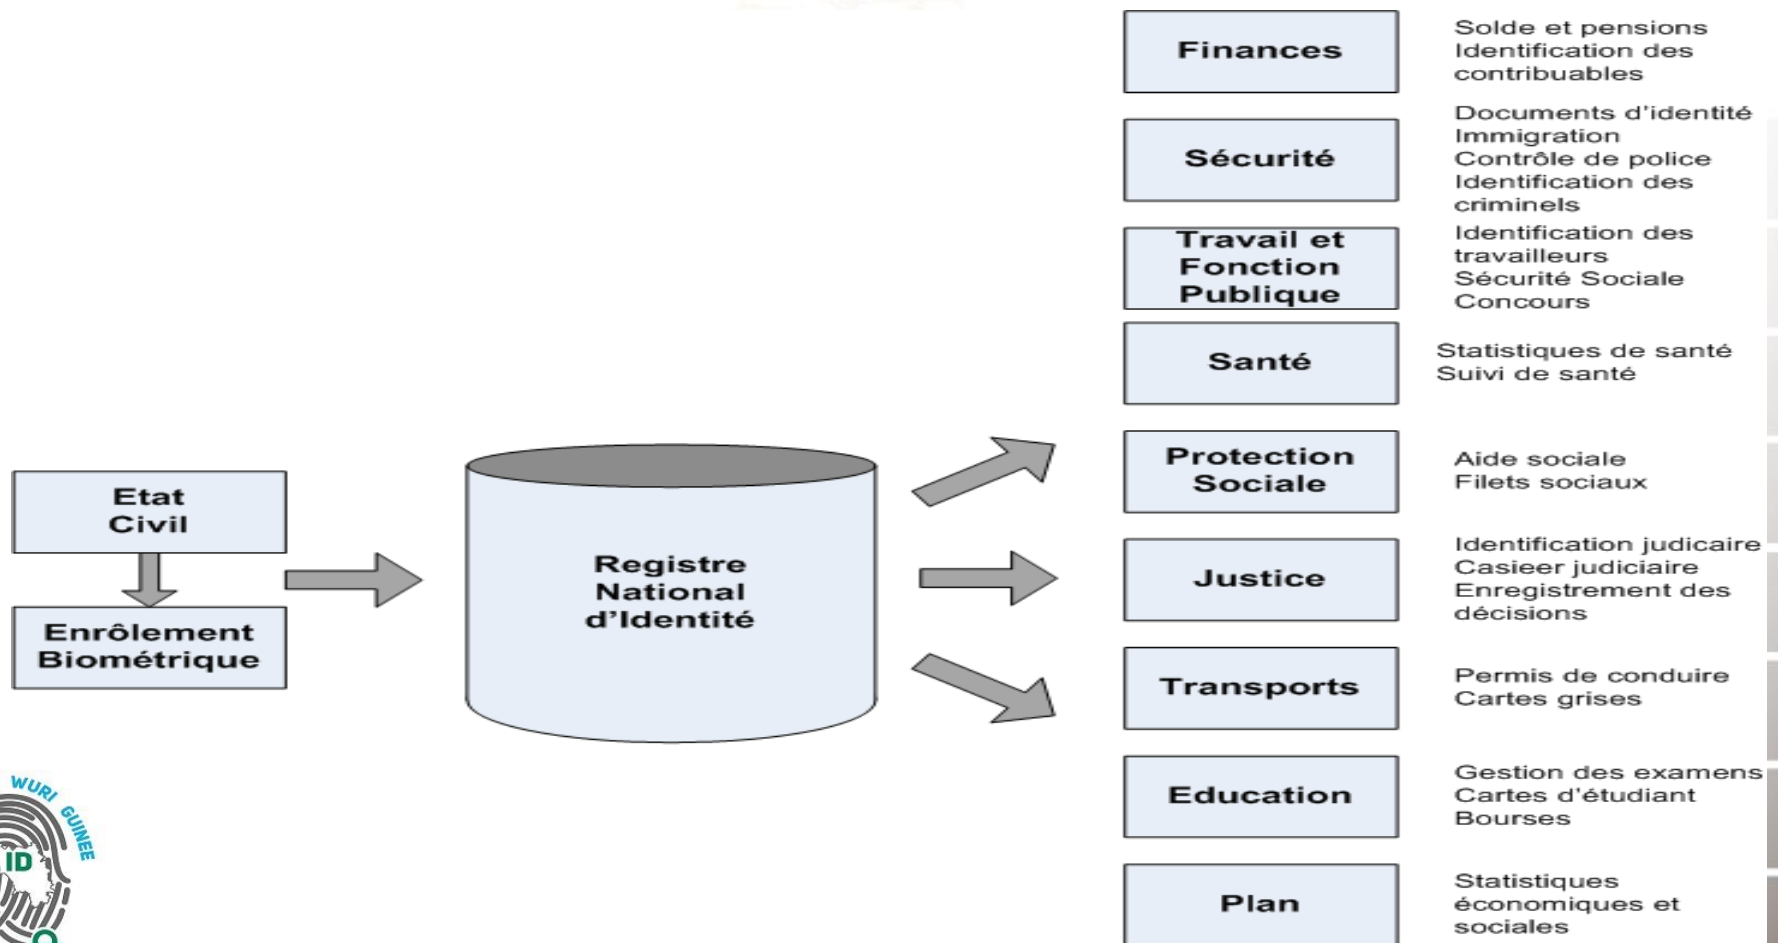 Finances
Solde et pensions
Identification des
contribuables
Sécurité
Documents d'identité
Immigration
Contrôle de police
Identification des
criminels
Travail et
Fonction
Publique
Identification des
travailleurs
Sécurité Sociale
Concours
Santé
Statistiques de santé
Suivi de santé
Etat
Civil
Enrôlement
Biométrique
Registre
National
d'Identité
Protection
Sociale
Aide sociale
Filets sociaux
Justice
Identification judicaire
Casieer judiciaire
Enregistrement des
décisions
Transports
Permis de conduire
Cartes grises
Education
Gestion des examens
Cartes d'étudiant
Bourses
Plan
Statistiques
économiques et
sociales
WURI GUINEE
ID